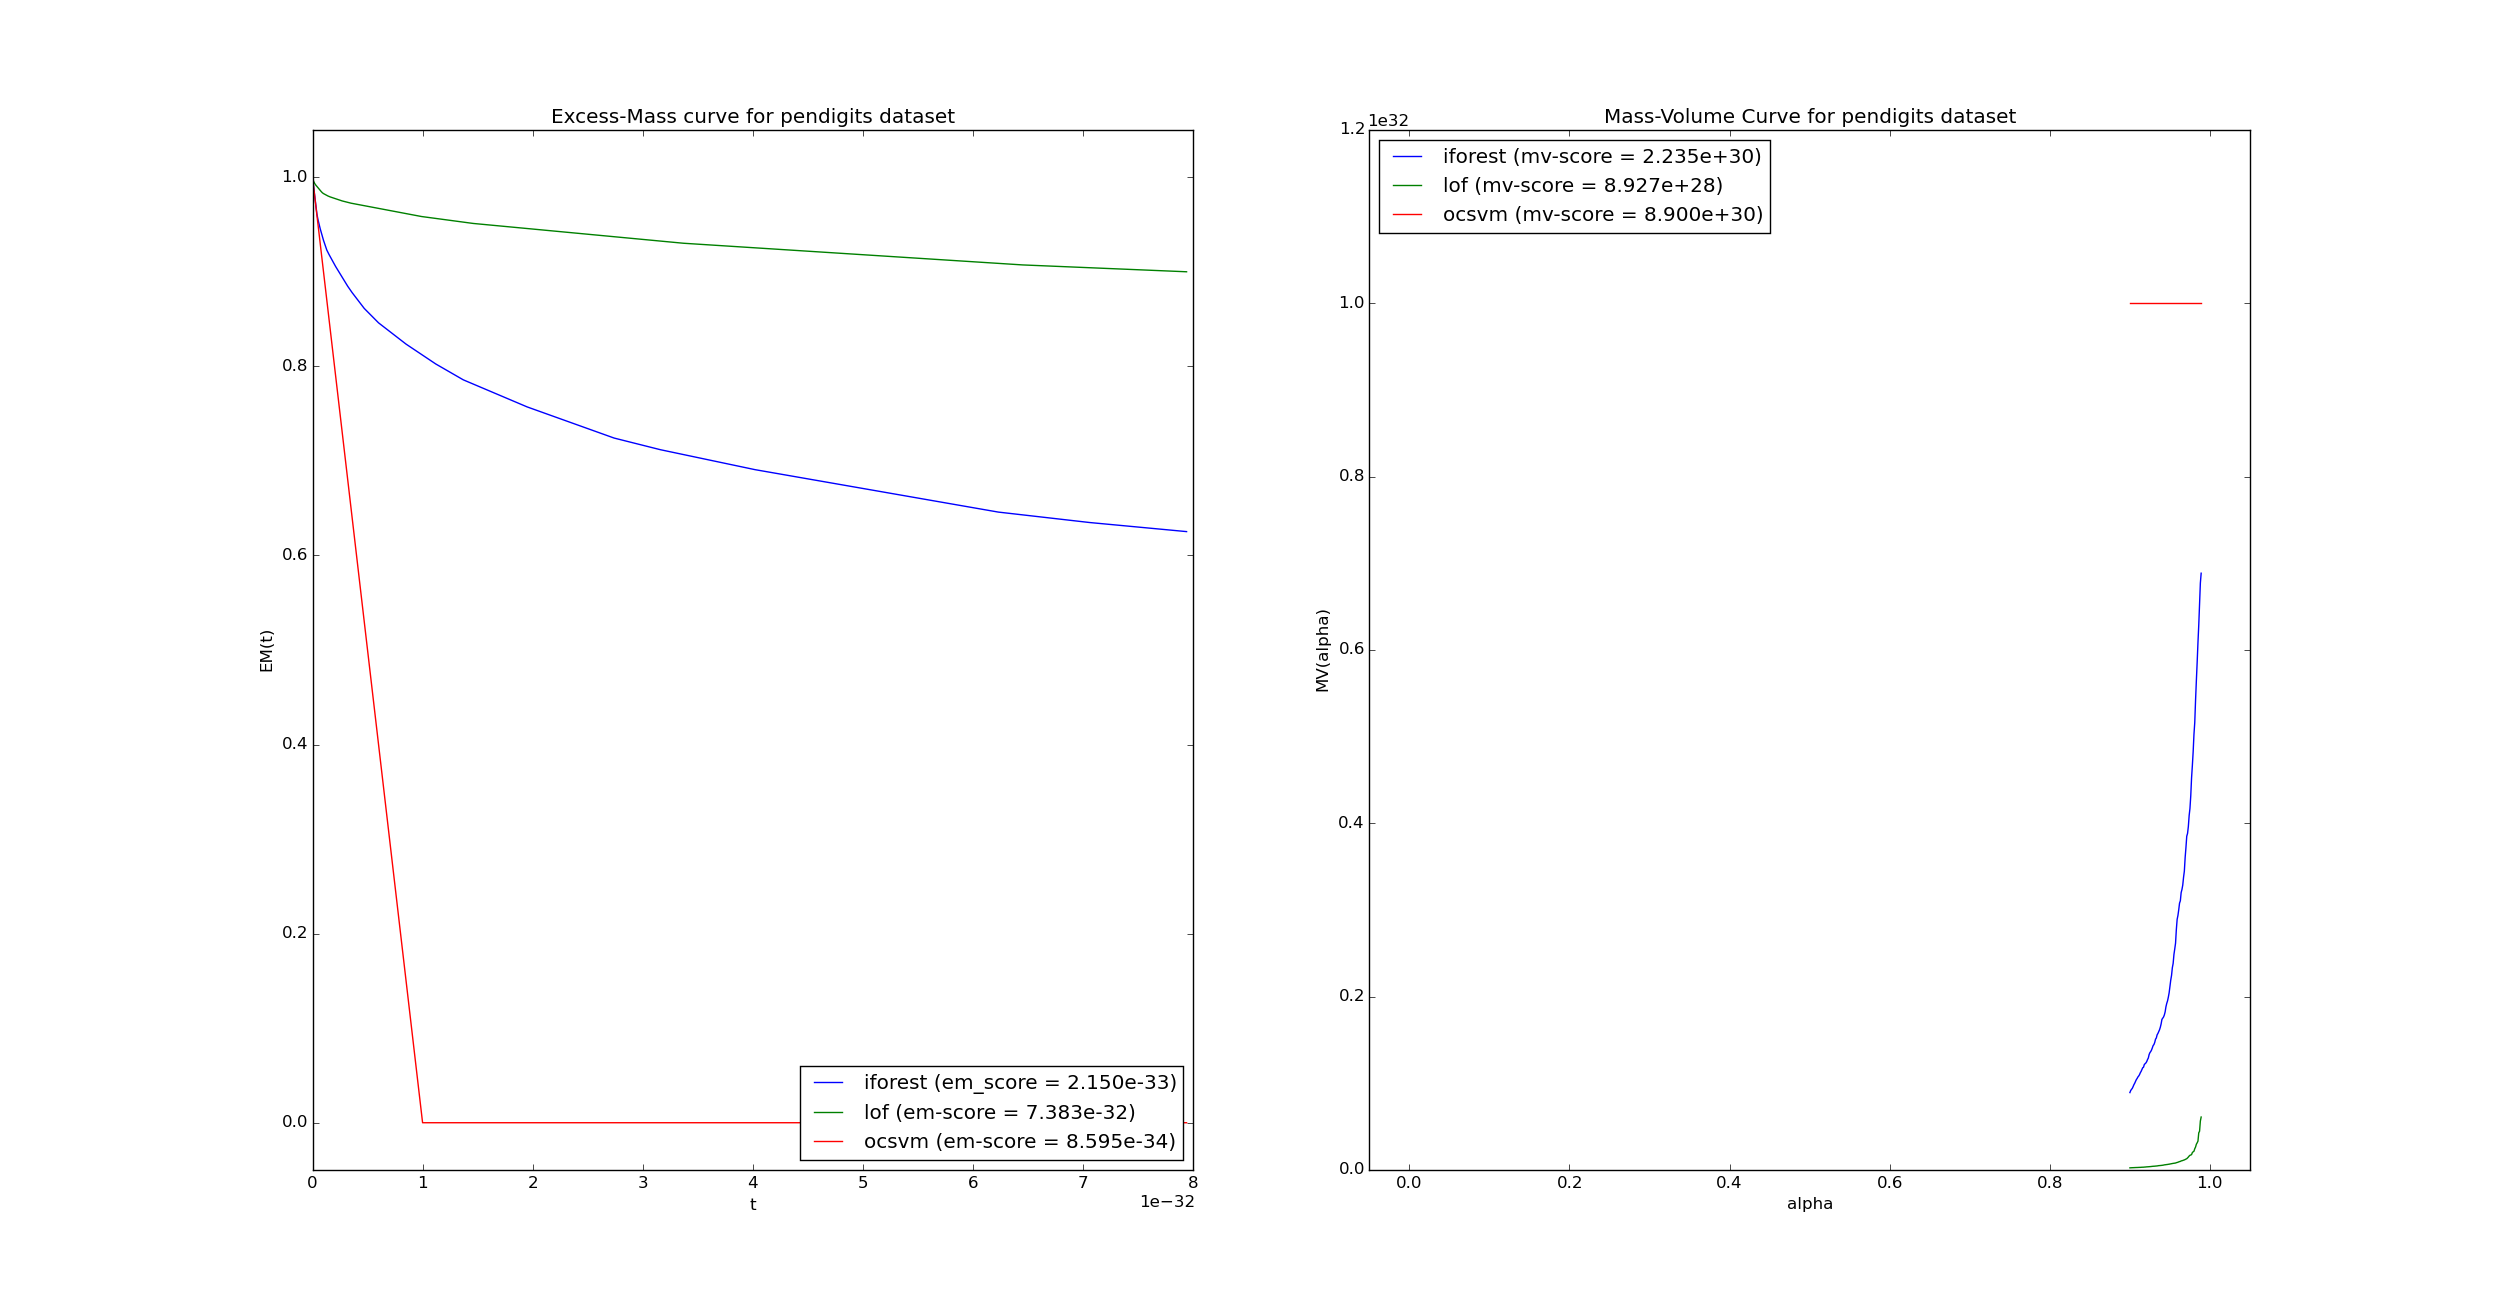 Excess-Mass curve for pendigits dataset
1.0
0.8
0.6
0.4
0.2
0.0
EM(t)
iforest (em_score = 2.150e-33)
lof (em-score = 7.383e-32)
ocsvm (em-score = 8.595e-34)
0 1 2 3 4 5 6 7 8
1e−32
t
Mass-Volume Curve for pendigits dataset
1e32
1.2
1.0
0.8
0.6
0.4
0.2
0.0
MV(alpha)
iforest (mv-score = 2.235e+30)
lof (mv-score = 8.927e+28)
ocsvm (mv-score = 8.900e+30)
0.0 0.2 0.4 0.6 0.8 1.0
alpha